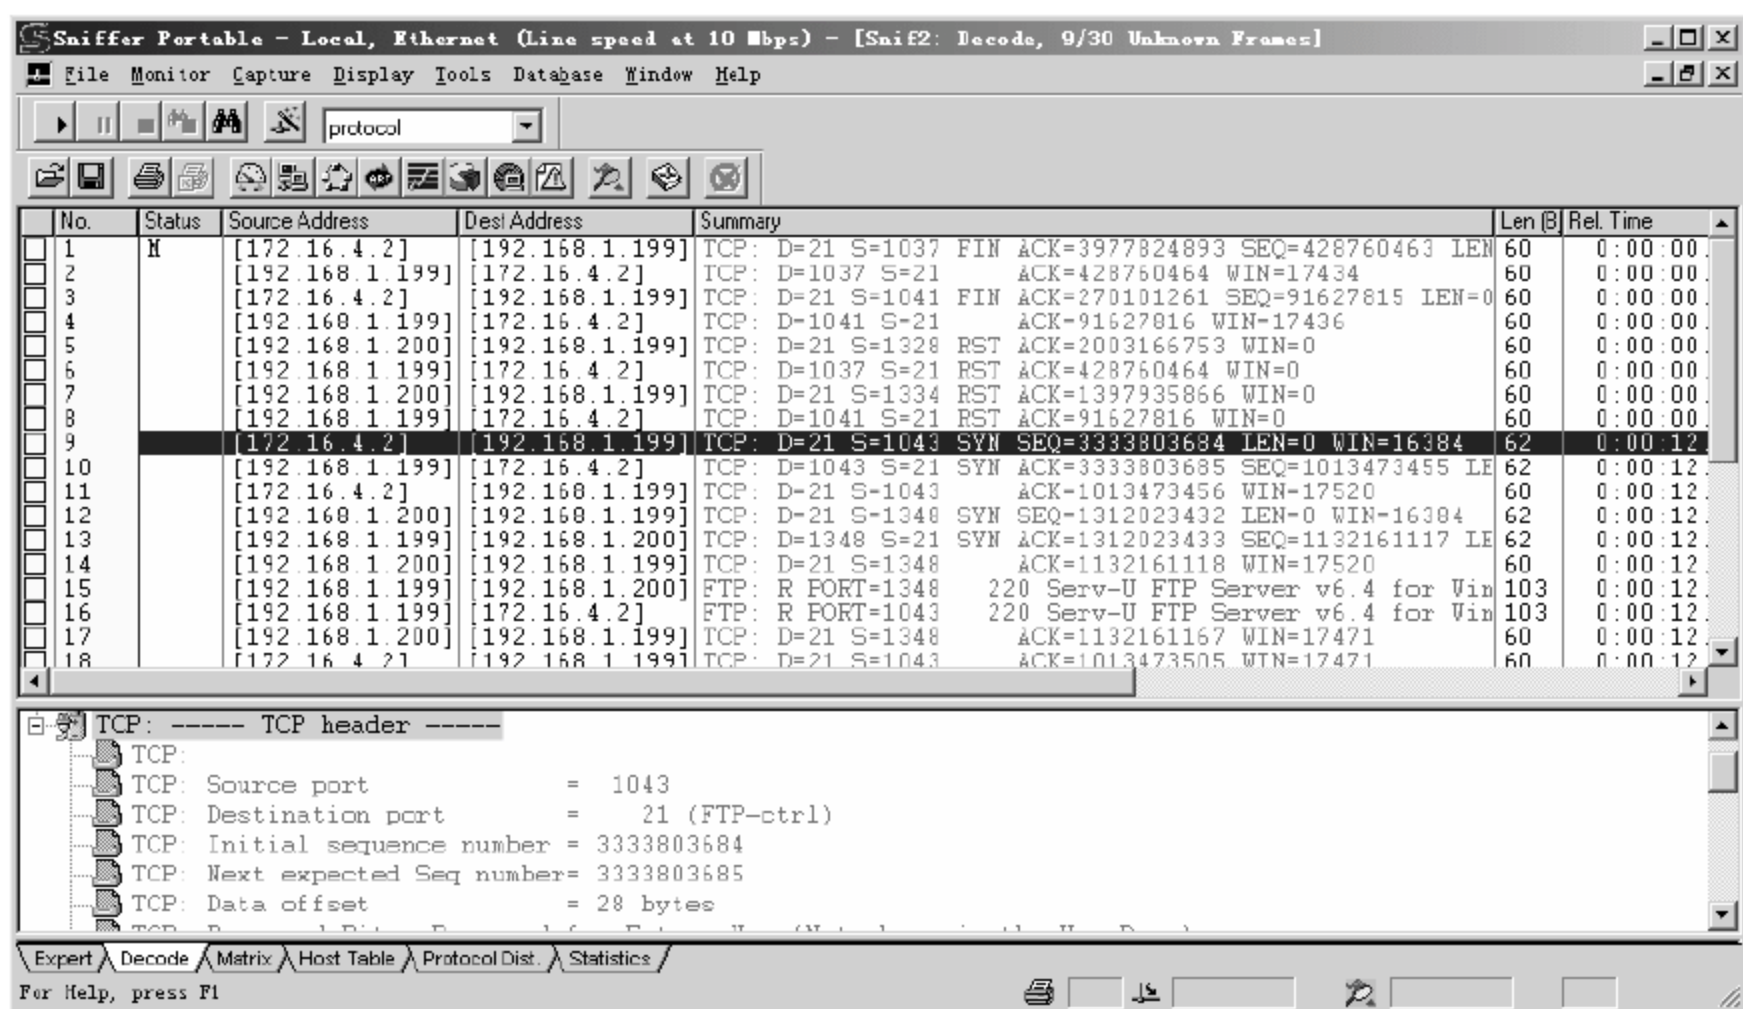 Sniffer Portable - Local, Ethernet (Line speed at 10 Mbps) - [Snif2: Decode, 9/30 Unknown Frames]
File Monitor Capture Display Tools Database Window Help
protocol
No. Status Source Address Dest Address Summary Len (B Rel. Time
1 M [172.16.4.2] [192.168.1.199] TCP: D=21 S=1037 FIN ACK=3977824893 SEQ=428760463 LEN 60 0:00:00.
2 [192.168.1.199] [172.16.4.2] TCP: D=1037 S=21 ACK=428760464 WIN=17434 60 0:00:00.
3 [172.16.4.2] [192.168.1.199] TCP: D=21 S=1041 FIN ACK=270101261 SEQ=91627815 LEN=0 60 0:00:00.
4 [192.168.1.199] [172.16.4.2] TCP: D=1041 S=21 ACK=91627816 WIN=17436 60 0:00:00.
5 [192.168.1.200] [192.168.1.199] TCP: D=21 S=1328 RST ACK=2003166753 WIN=0 60 0:00:00.
6 [192.168.1.199] [172.16.4.2] TCP: D=1037 S=21 RST ACK=428760464 WIN=0 60 0:00:00.
7 [192.168.1.200] [192.168.1.199] TCP: D=21 S=1334 RST ACK=1397935866 WIN=0 60 0:00:00.
8 [192.168.1.199] [172.16.4.2] TCP: D=1041 S=21 RST ACK=91627816 WIN=0 60 0:00:00.
9 [172.16.4.2] [192.168.1.199] TCP: D=21 S=1043 SYN SEQ=3333803684 LEN=0 WIN=16384 62 0:00:12.
10 [192.168.1.199] [172.16.4.2] TCP: D=1043 S=21 SYN ACK=3333803685 SEQ=1013473455 LE 62 0:00:12.
11 [172.16.4.2] [192.168.1.199] TCP: D=21 S=1043 ACK=1013473456 WIN=17520 60 0:00:12.
12 [192.168.1.200] [192.168.1.199] TCP: D=21 S=1348 SYN SEQ=1312023432 LEN=0 WIN=16384 62 0:00:12.
13 [192.168.1.199] [192.168.1.200] TCP: D=1348 S=21 SYN ACK=1312023433 SEQ=1132161117 LE 62 0:00:12.
14 [192.168.1.200] [192.168.1.199] TCP: D=21 S=1348 ACK=1132161118 WIN=17520 60 0:00:12.
15 [192.168.1.199] [192.168.1.200] FTP: R PORT=1348 220 Serv-U FTP Server v6.4 for Win 103 0:00:12.
16 [192.168.1.199] [172.16.4.2] FTP: R PORT=1043 220 Serv-U FTP Server v6.4 for Win 103 0:00:12.
17 [192.168.1.200] [192.168.1.199] TCP: D=21 S=1348 ACK=1132161167 WIN=17471 60 0:00:12.
18 [172.16.4.2] [192.168.1.199] TCP: D=21 S=1043 ACK=1013473505 WIN=17471 60 0:00:12.
TCP: ----- TCP header -----
TCP:
TCP: Source port = 1043
TCP: Destination port = 21 (FTP-ctrl)
TCP: Initial sequence number = 3333803684
TCP: Next expected Seq number= 3333803685
TCP: Data offset = 28 bytes
Expert Decode Matrix Host Table Protocol Dist. Statistics
For Help, press F1